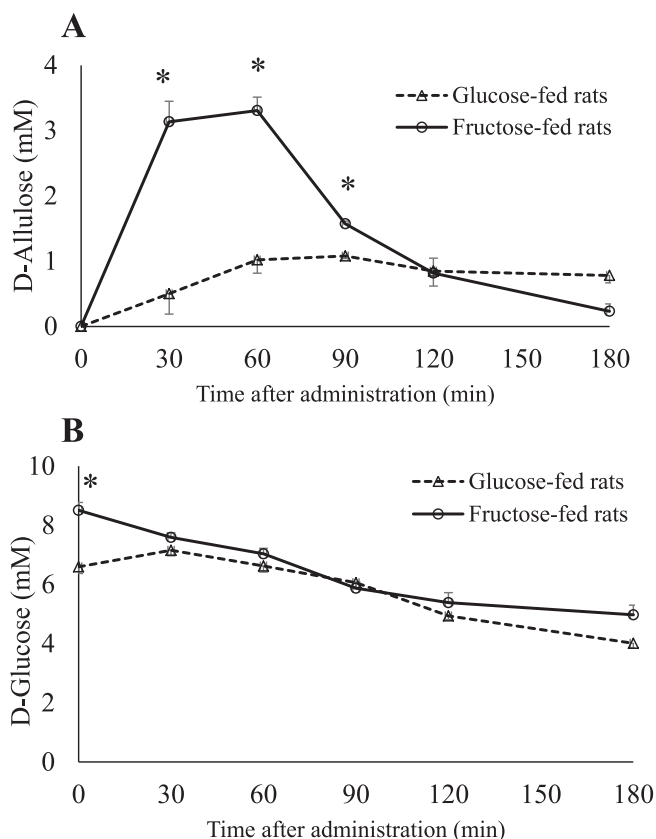 A
*
*
*
4
3
2
1
0
D-Allulose (mM)
Glucose-fed rats
Fructose-fed rats
0 30 60 90 120 150 180
Time after administration (min)
B
*
10
8
6
4
2
0
D-Glucose (mM)
Glucose-fed rats
Fructose-fed rats
0 30 60 90 120 150 180
Time after administration (min)